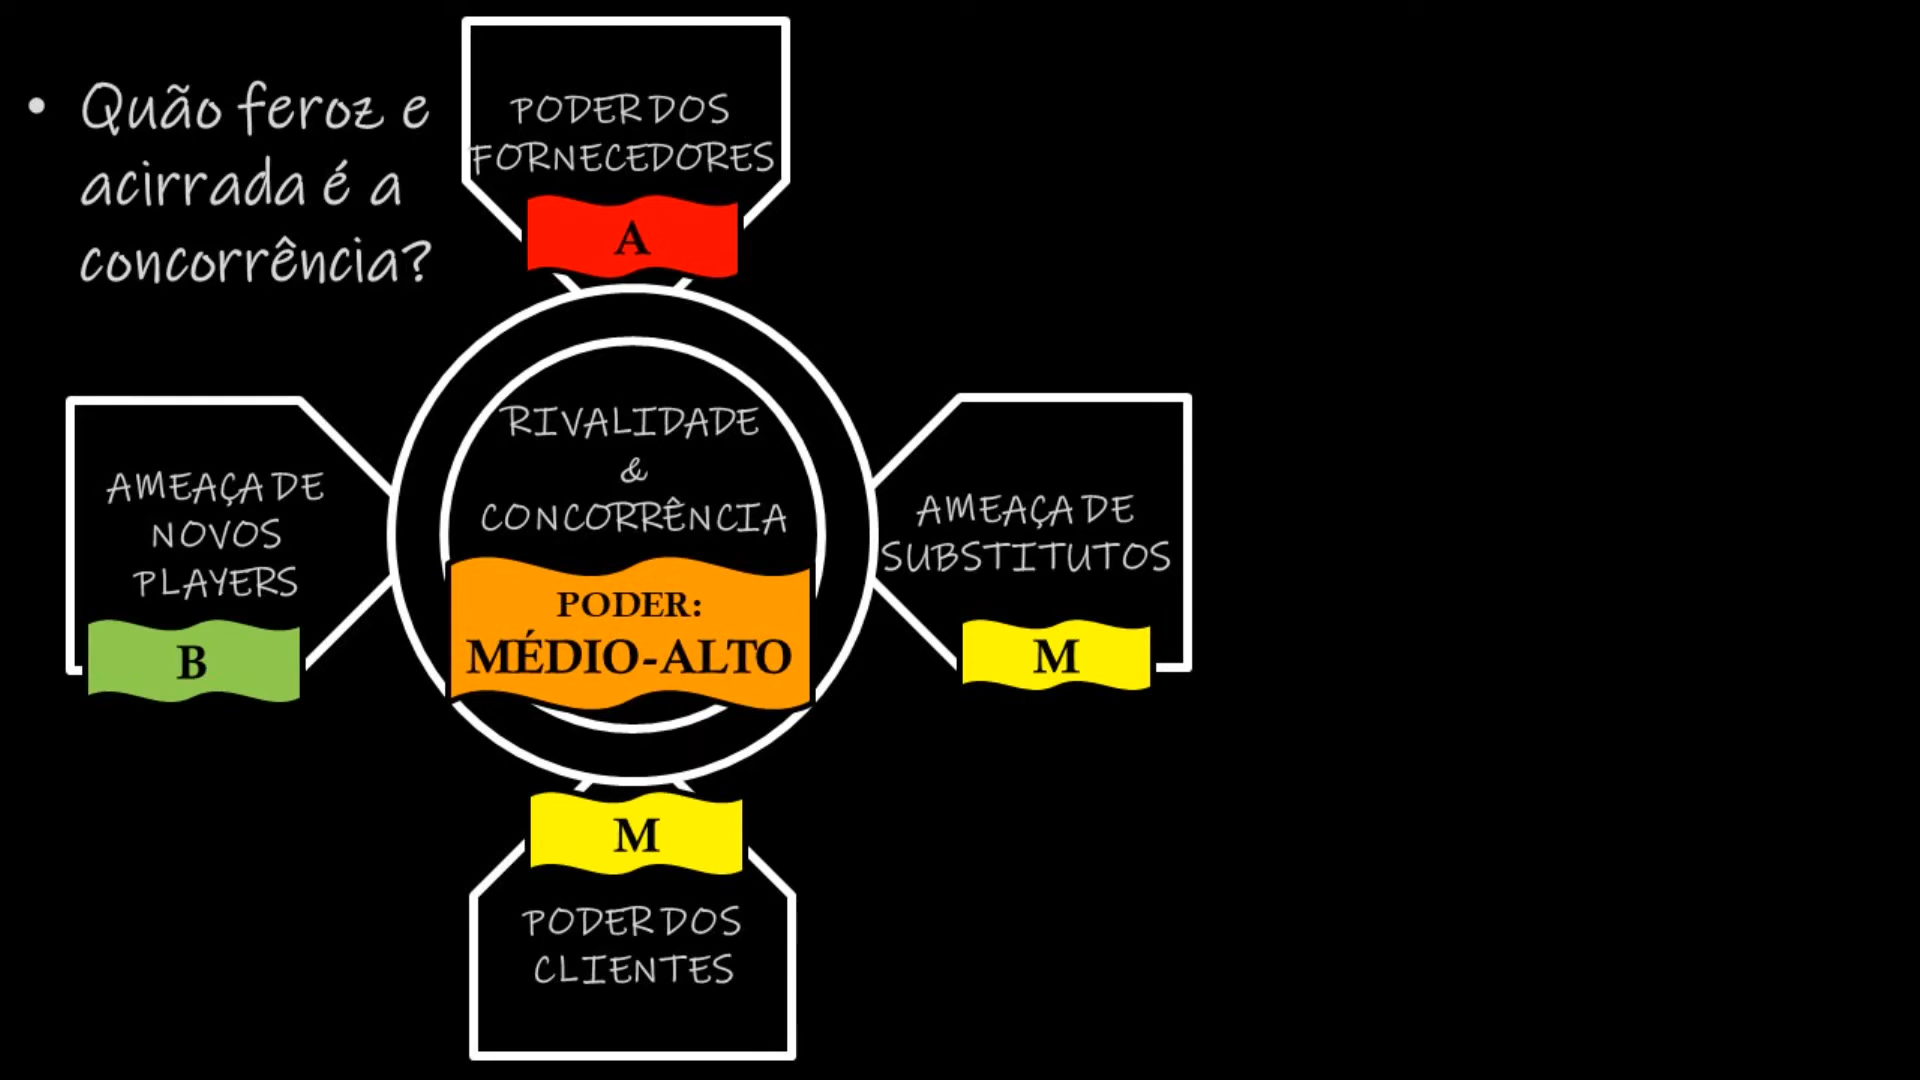 • Quão feroz e
acirrada é a
concorrência?
PODER DOS
FORNECEDORES
A
RIVALIDADE
&
CONCORRÊNCIA
PODER:
MÉDIO-ALTO
AMEAÇA DE
NOVOS
PLAYERS
B
AMEAÇA DE
SUBSTITUTOS
M
M
PODER DOS
CLIENTES